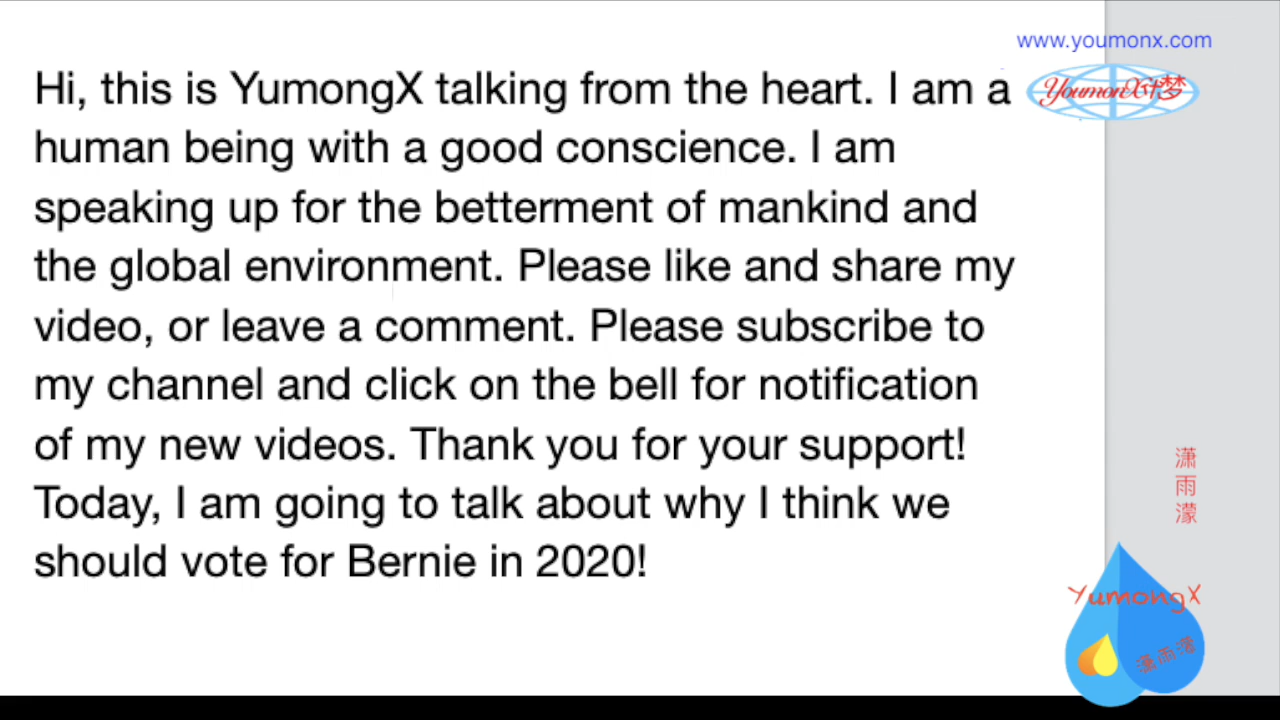 www.youmonx.com
Hi, this is YumongX talking from the heart. I am a
human being with a good conscience. I am
speaking up for the betterment of mankind and
the global environment. Please like and share my
video, or leave a comment. Please subscribe to
my channel and click on the bell for notification
of my new videos. Thank you for your support!
Today, I am going to talk about why I think we
should vote for Bernie in 2020!
潇
雨
濛
YumongX
潇雨濛